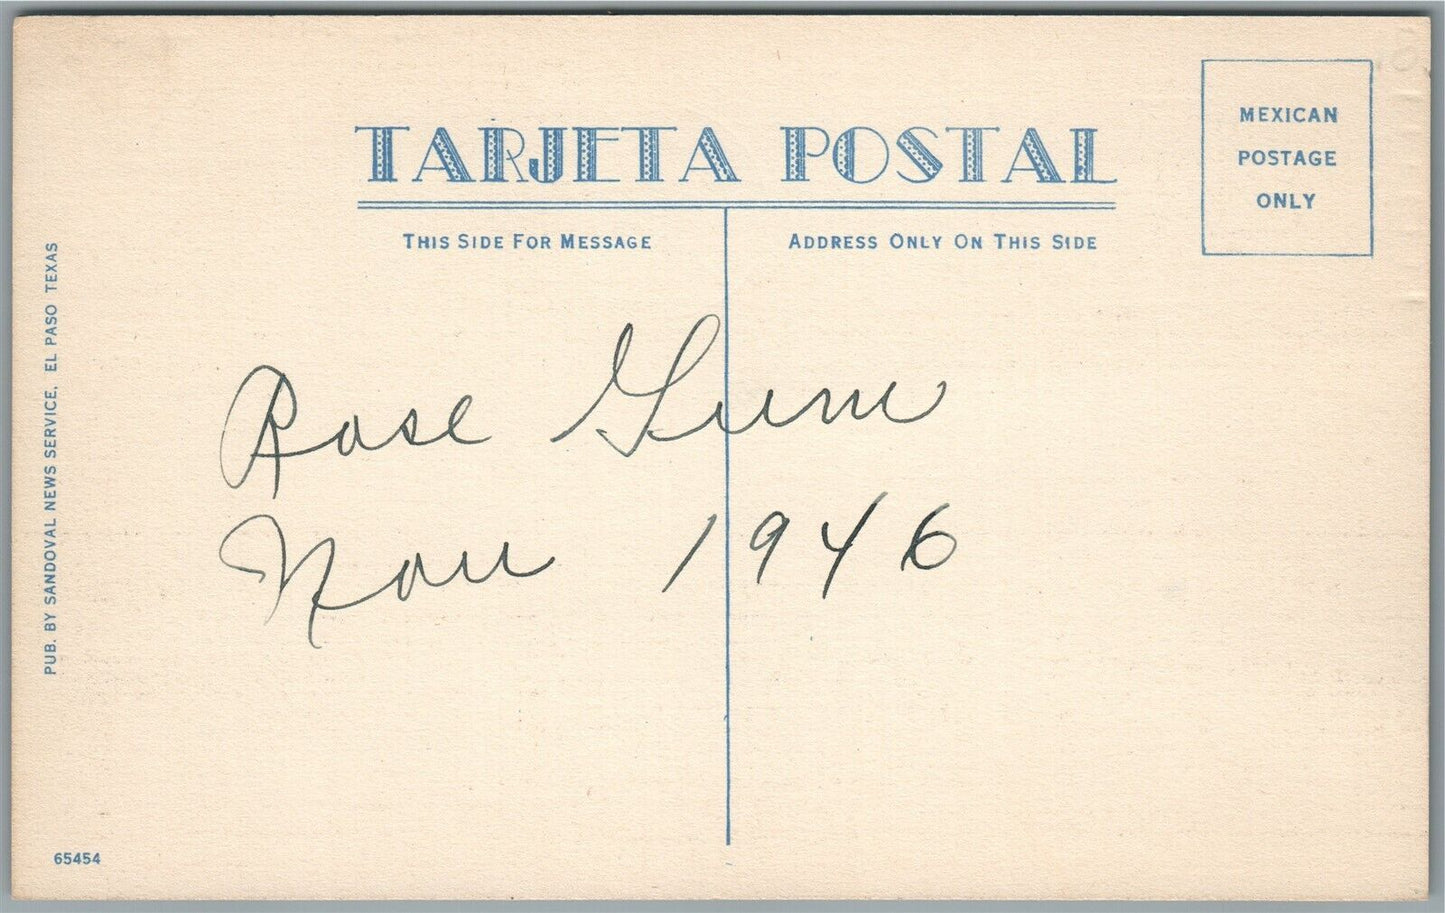 TARJETA POSTAL
MEXICAN
POSTAGE
ONLY
THIS SIDE FOR MESSAGE
ADDRESS ONLY ON THIS SIDE
Rose Gum
Nov 1946
PUB. BY SANDOVAL NEWS SERVICE, EL PASO TEXAS
65454